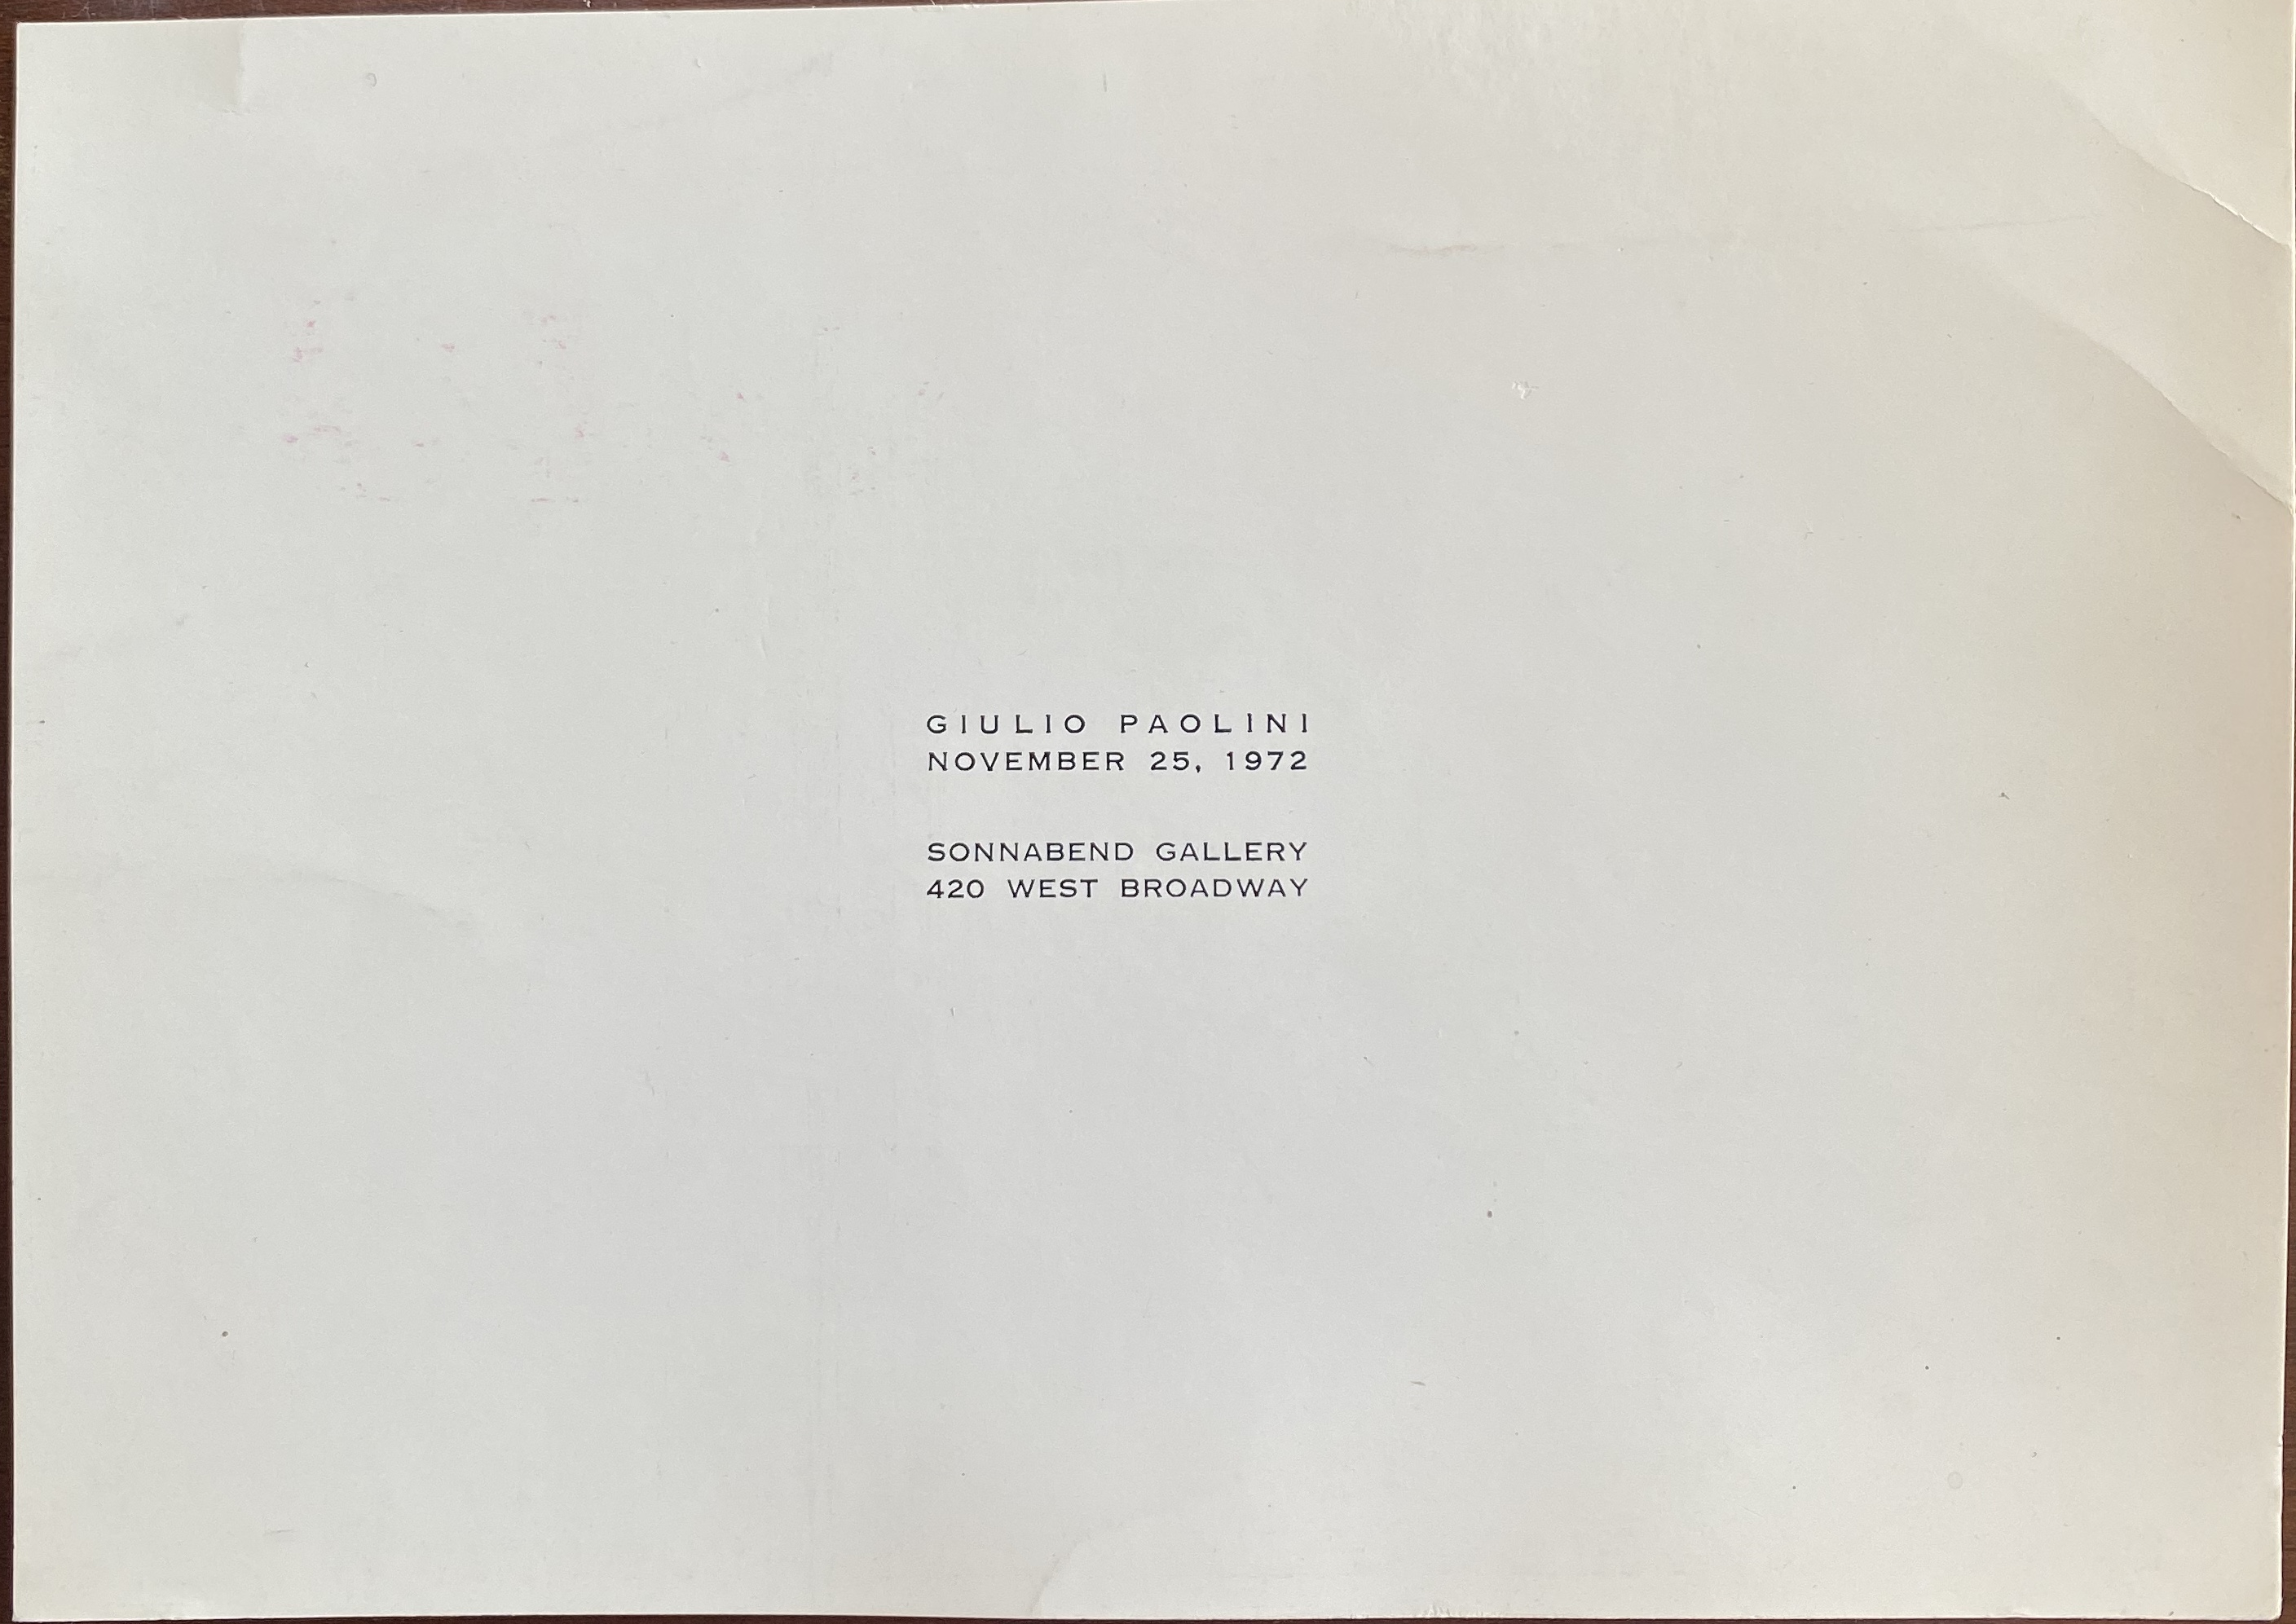 GIULIO PAOLINI
NOVEMBER 25, 1972
SONNABEND GALLERY
420 WEST BROADWAY